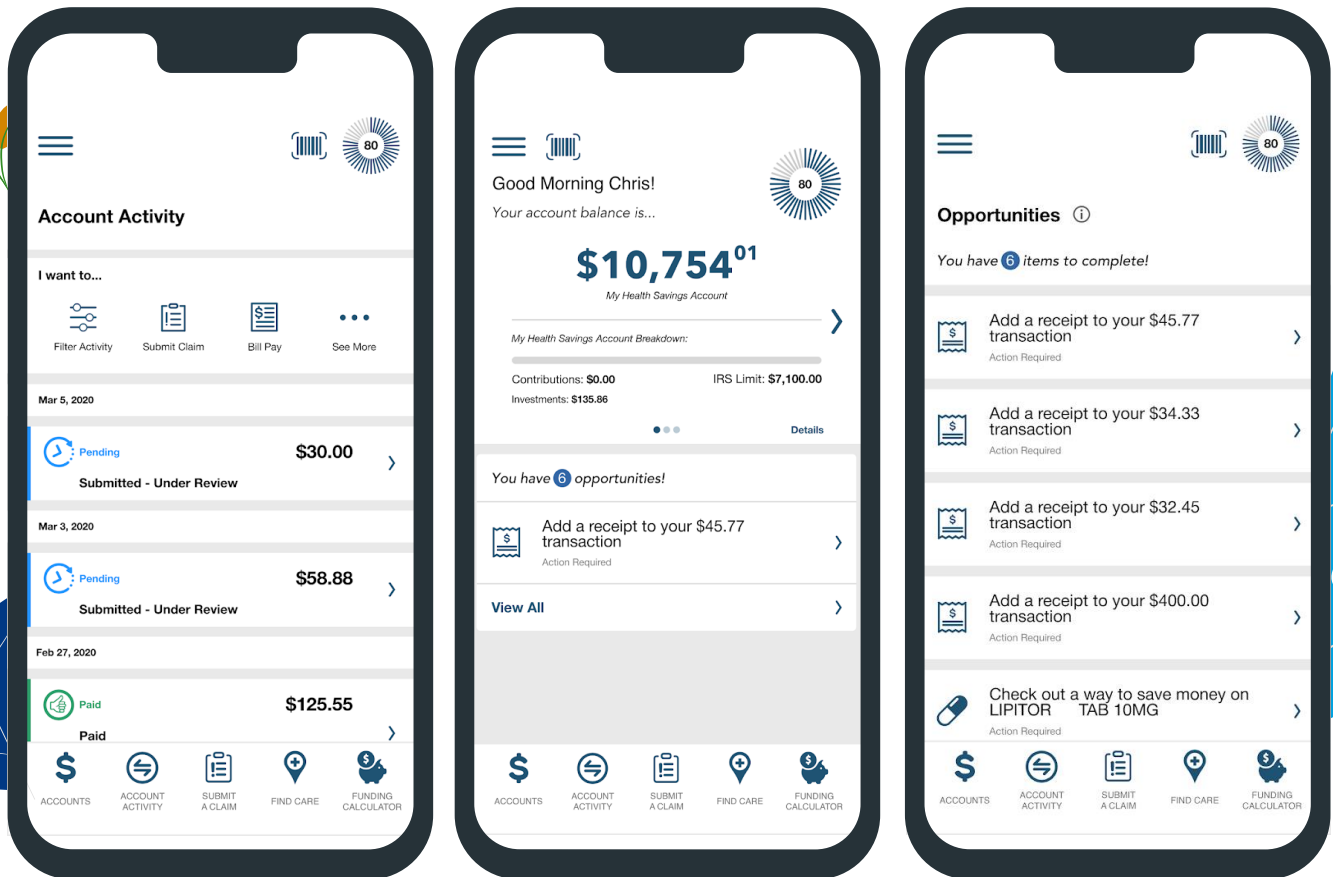 80
Account Activity
I want to...
Filter Activity
Submit Claim
Bill Pay
See More
Mar 5, 2020
Pending
$30.00
Submitted - Under Review
Mar 3, 2020
Pending
$58.88
Submitted - Under Review
Feb 27, 2020
Paid
$125.55
Paid
ACCOUNTS
ACCOUNT
ACTIVITY
SUBMIT
A CLAIM
FIND CARE
FUNDING
CALCULATOR
80
Good Morning Chris!
Your account balance is...
$10,754 01
My Health Savings Account
My Health Savings Account Breakdown:
Contributions: $0.00
IRS Limit: $7,100.00
Investments: $135.86
Details
You have 6 opportunities!
Add a receipt to your $45.77
transaction
Action Required
View All
ACCOUNTS
ACCOUNT
ACTIVITY
SUBMIT
A CLAIM
FIND CARE
FUNDING
CALCULATOR
80
Opportunities
You have 6 items to complete!
Add a receipt to your $45.77
transaction
Action Required
Add a receipt to your $34.33
transaction
Action Required
Add a receipt to your $32.45
transaction
Action Required
Add a receipt to your $400.00
transaction
Action Required
Check out a way to save money on
LIPITOR TAB 10MG
Action Required
ACCOUNTS
ACCOUNT
ACTIVITY
SUBMIT
A CLAIM
FIND CARE
FUNDING
CALCULATOR